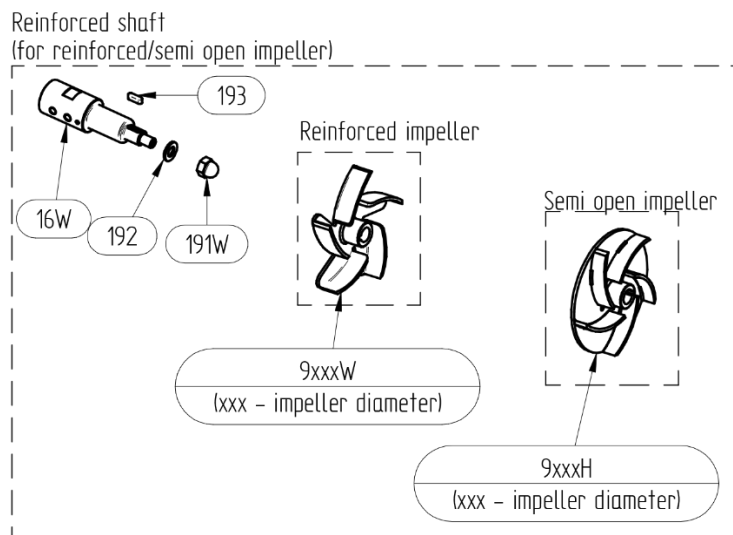 Reinforced shaft
(for reinforced/semi open impeller)
193
Reinforced impeller
Semi open impeller
16W
192
191W
9xxxW
(xxx - impeller diameter)
9xxxH
(xxx - impeller diameter)